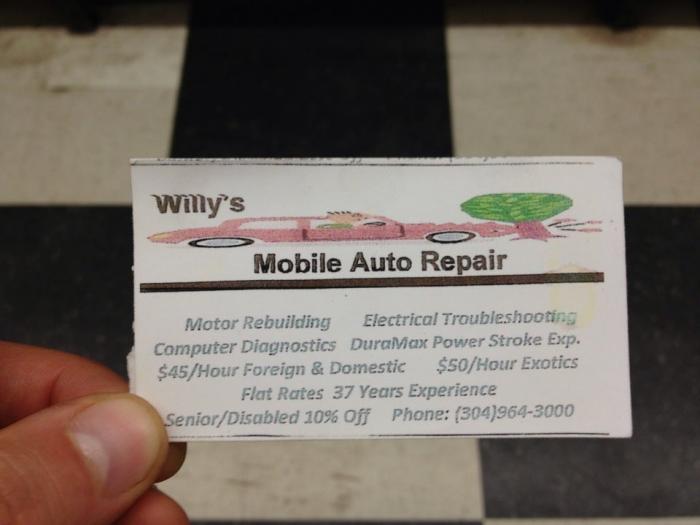 Willy's
Mobile Auto Repair
Motor Rebuilding Electrical Troubleshooting
Computer Diagnostics DuraMax Power Stroke Exp.
$45/Hour Foreign & Domestic $50/Hour Exotics
Flat Rates 37 Years Experience
Senior/Disabled 10% Off Phone: (304)964-3000